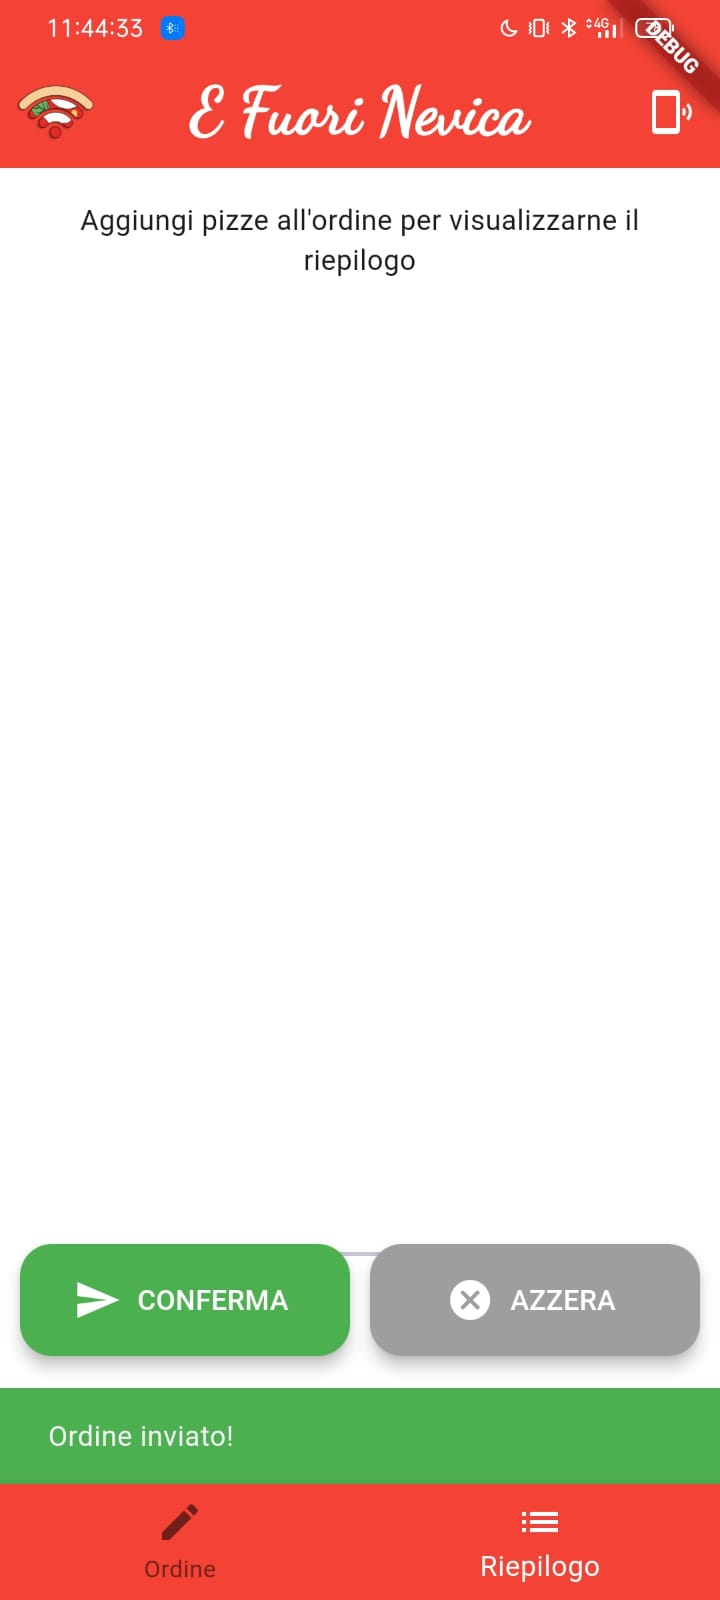 11:44:33
4G
DEBUG
E Fuori Nevica
Aggiungi pizze all'ordine per visualizzarne il
riepilogo
CONFERMA
AZZERA
Ordine inviato!
Ordine
Riepilogo